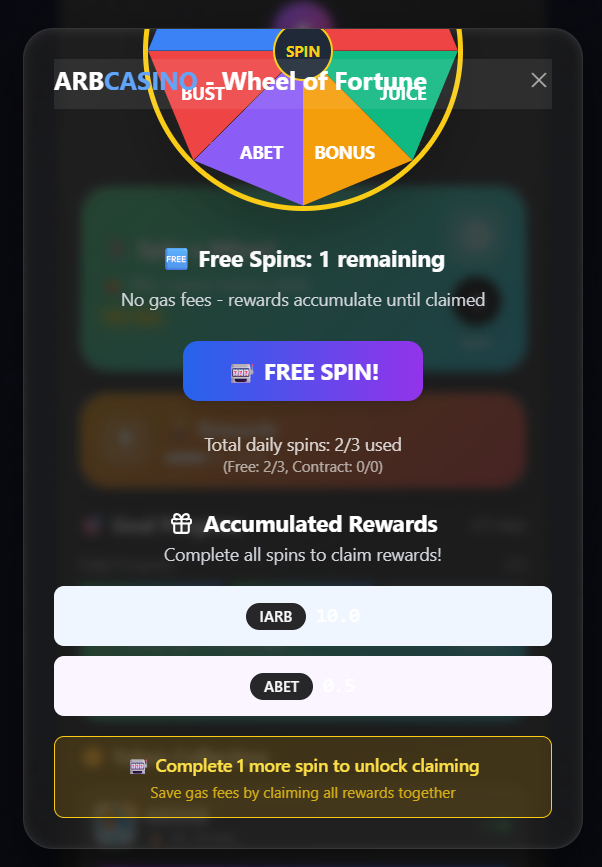 SPIN
ARBCASINO - Wheel of Fortune
BUST
JUICE
ABET
BONUS
FREE
Free Spins: 1 remaining
No gas fees - rewards accumulate until claimed
FREE SPIN!
Total daily spins: 2/3 used
(Free: 2/3, Contract: 0/0)
Accumulated Rewards
Complete all spins to claim rewards!
IARB 10.0
ABET 0.5
Complete 1 more spin to unlock claiming
Save gas fees by claiming all rewards together